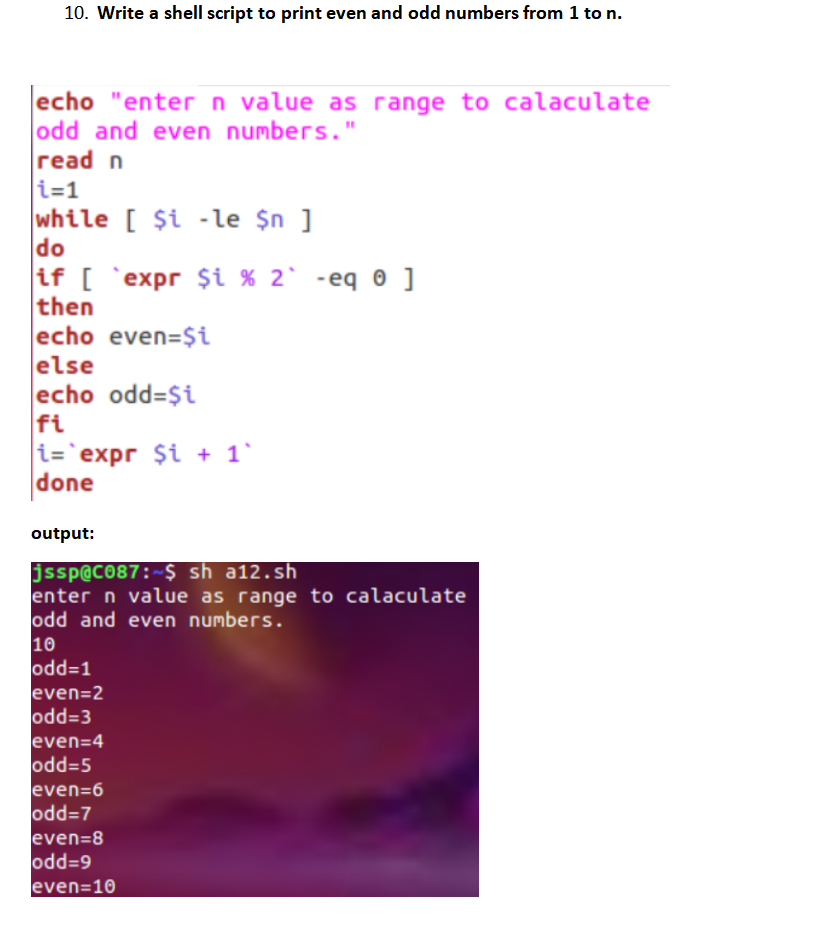 10. Write a shell script to print even and odd numbers from 1 to n.
echo "enter n value as range to calaculate
odd and even numbers."
read n
i=1
while [ $i -le $n ]
do
if [ `expr $i % 2` -eq 0 ]
then
echo even=$i
else
echo odd=$i
fi
i=`expr $i + 1`
done
output:
jssp@C087:~$ sh a12.sh
enter n value as range to calaculate
odd and even numbers.
10
odd=1
even=2
odd=3
even=4
odd=5
even=6
odd=7
even=8
odd=9
even=10